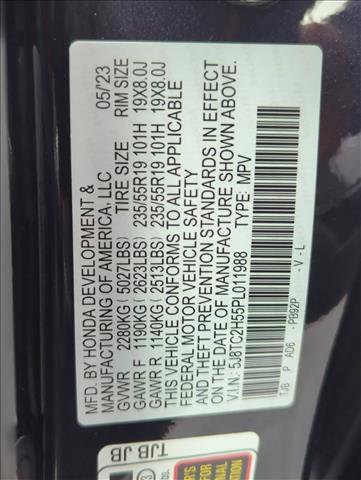 MFD. BY HONDA DEVELOPMENT &
MANUFACTURING OF AMERICA, LLC 05/'23
TIRE SIZE RIM SIZE
GVWR 2280KG ( 5027LBS)
GAWR F 1190KG ( 2623LBS) 235/55R19 101H 19X8.0J
GAWR R 1140KG ( 2513LBS) 235/55R19 101H 19X8.0J
THIS VEHICLE CONFORMS TO ALL APPLICABLE
FEDERAL MOTOR VEHICLE SAFETY
AND THEFT PREVENTION STANDARDS IN EFFECT
ON THE DATE OF MANUFACTURE SHOWN ABOVE.
V.I.N: 5J8TC2H55PL011988 TYPE: MPV
TJB P AD6 - PB92P - V - L
TJB JB